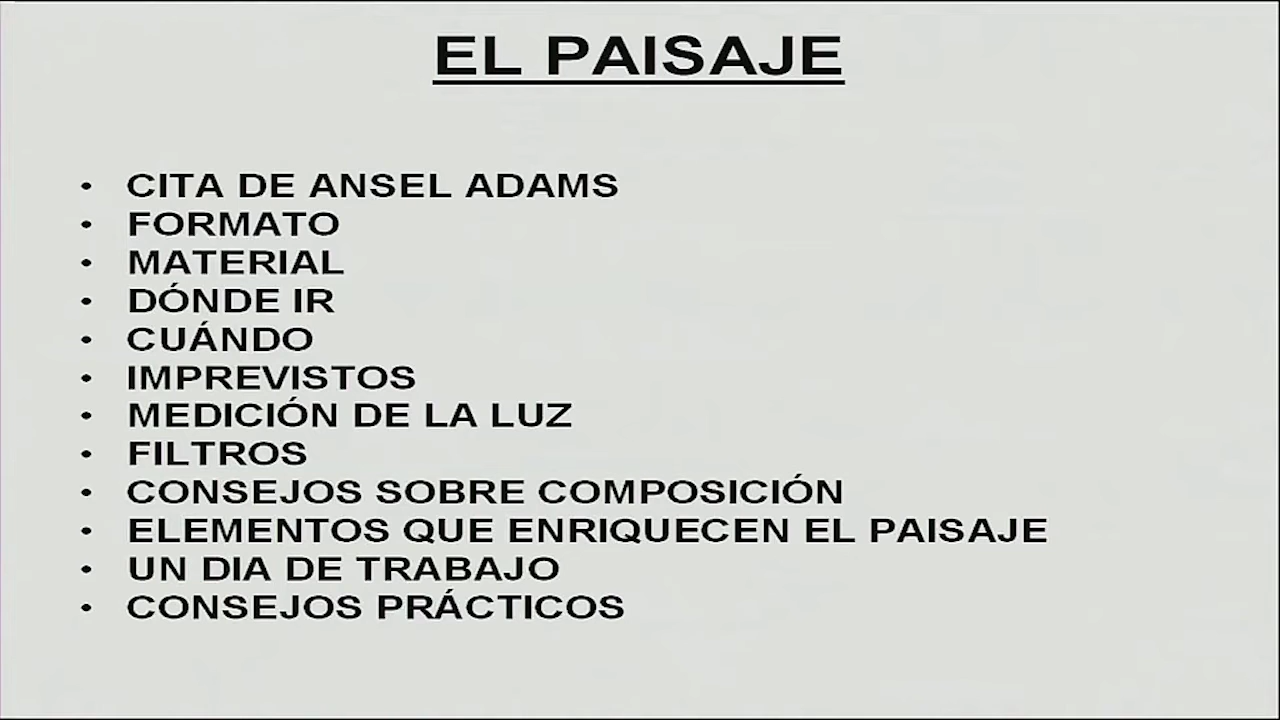 EL PAISAJE
• CITA DE ANSEL ADAMS
• FORMATO
• MATERIAL
• DÓNDE IR
• CUÁNDO
• IMPREVISTOS
• MEDICIÓN DE LA LUZ
• FILTROS
• CONSEJOS SOBRE COMPOSICIÓN
• ELEMENTOS QUE ENRIQUECEN EL PAISAJE
• UN DIA DE TRABAJO
• CONSEJOS PRÁCTICOS